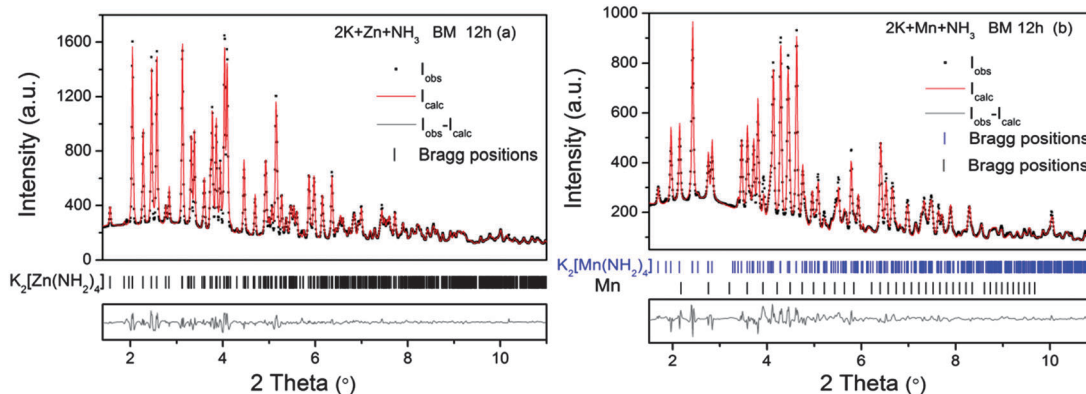 2K+Zn+NH3 BM 12h (a)
Iobs
Icalc
Iobs-Icalc
Bragg positions
Intensity (a.u.)
1600
1200
800
400
0
K2[Zn(NH2)4]
2 4 6 8 10
2 Theta (°)
2K+Mn+NH3 BM 12h (b)
Iobs
Icalc
Iobs-Icalc
Bragg positions
Bragg positions
Intensity (a.u.)
1000
800
600
400
200
K2[Mn(NH2)4]
Mn
2 4 6 8 10
2 Theta (°)